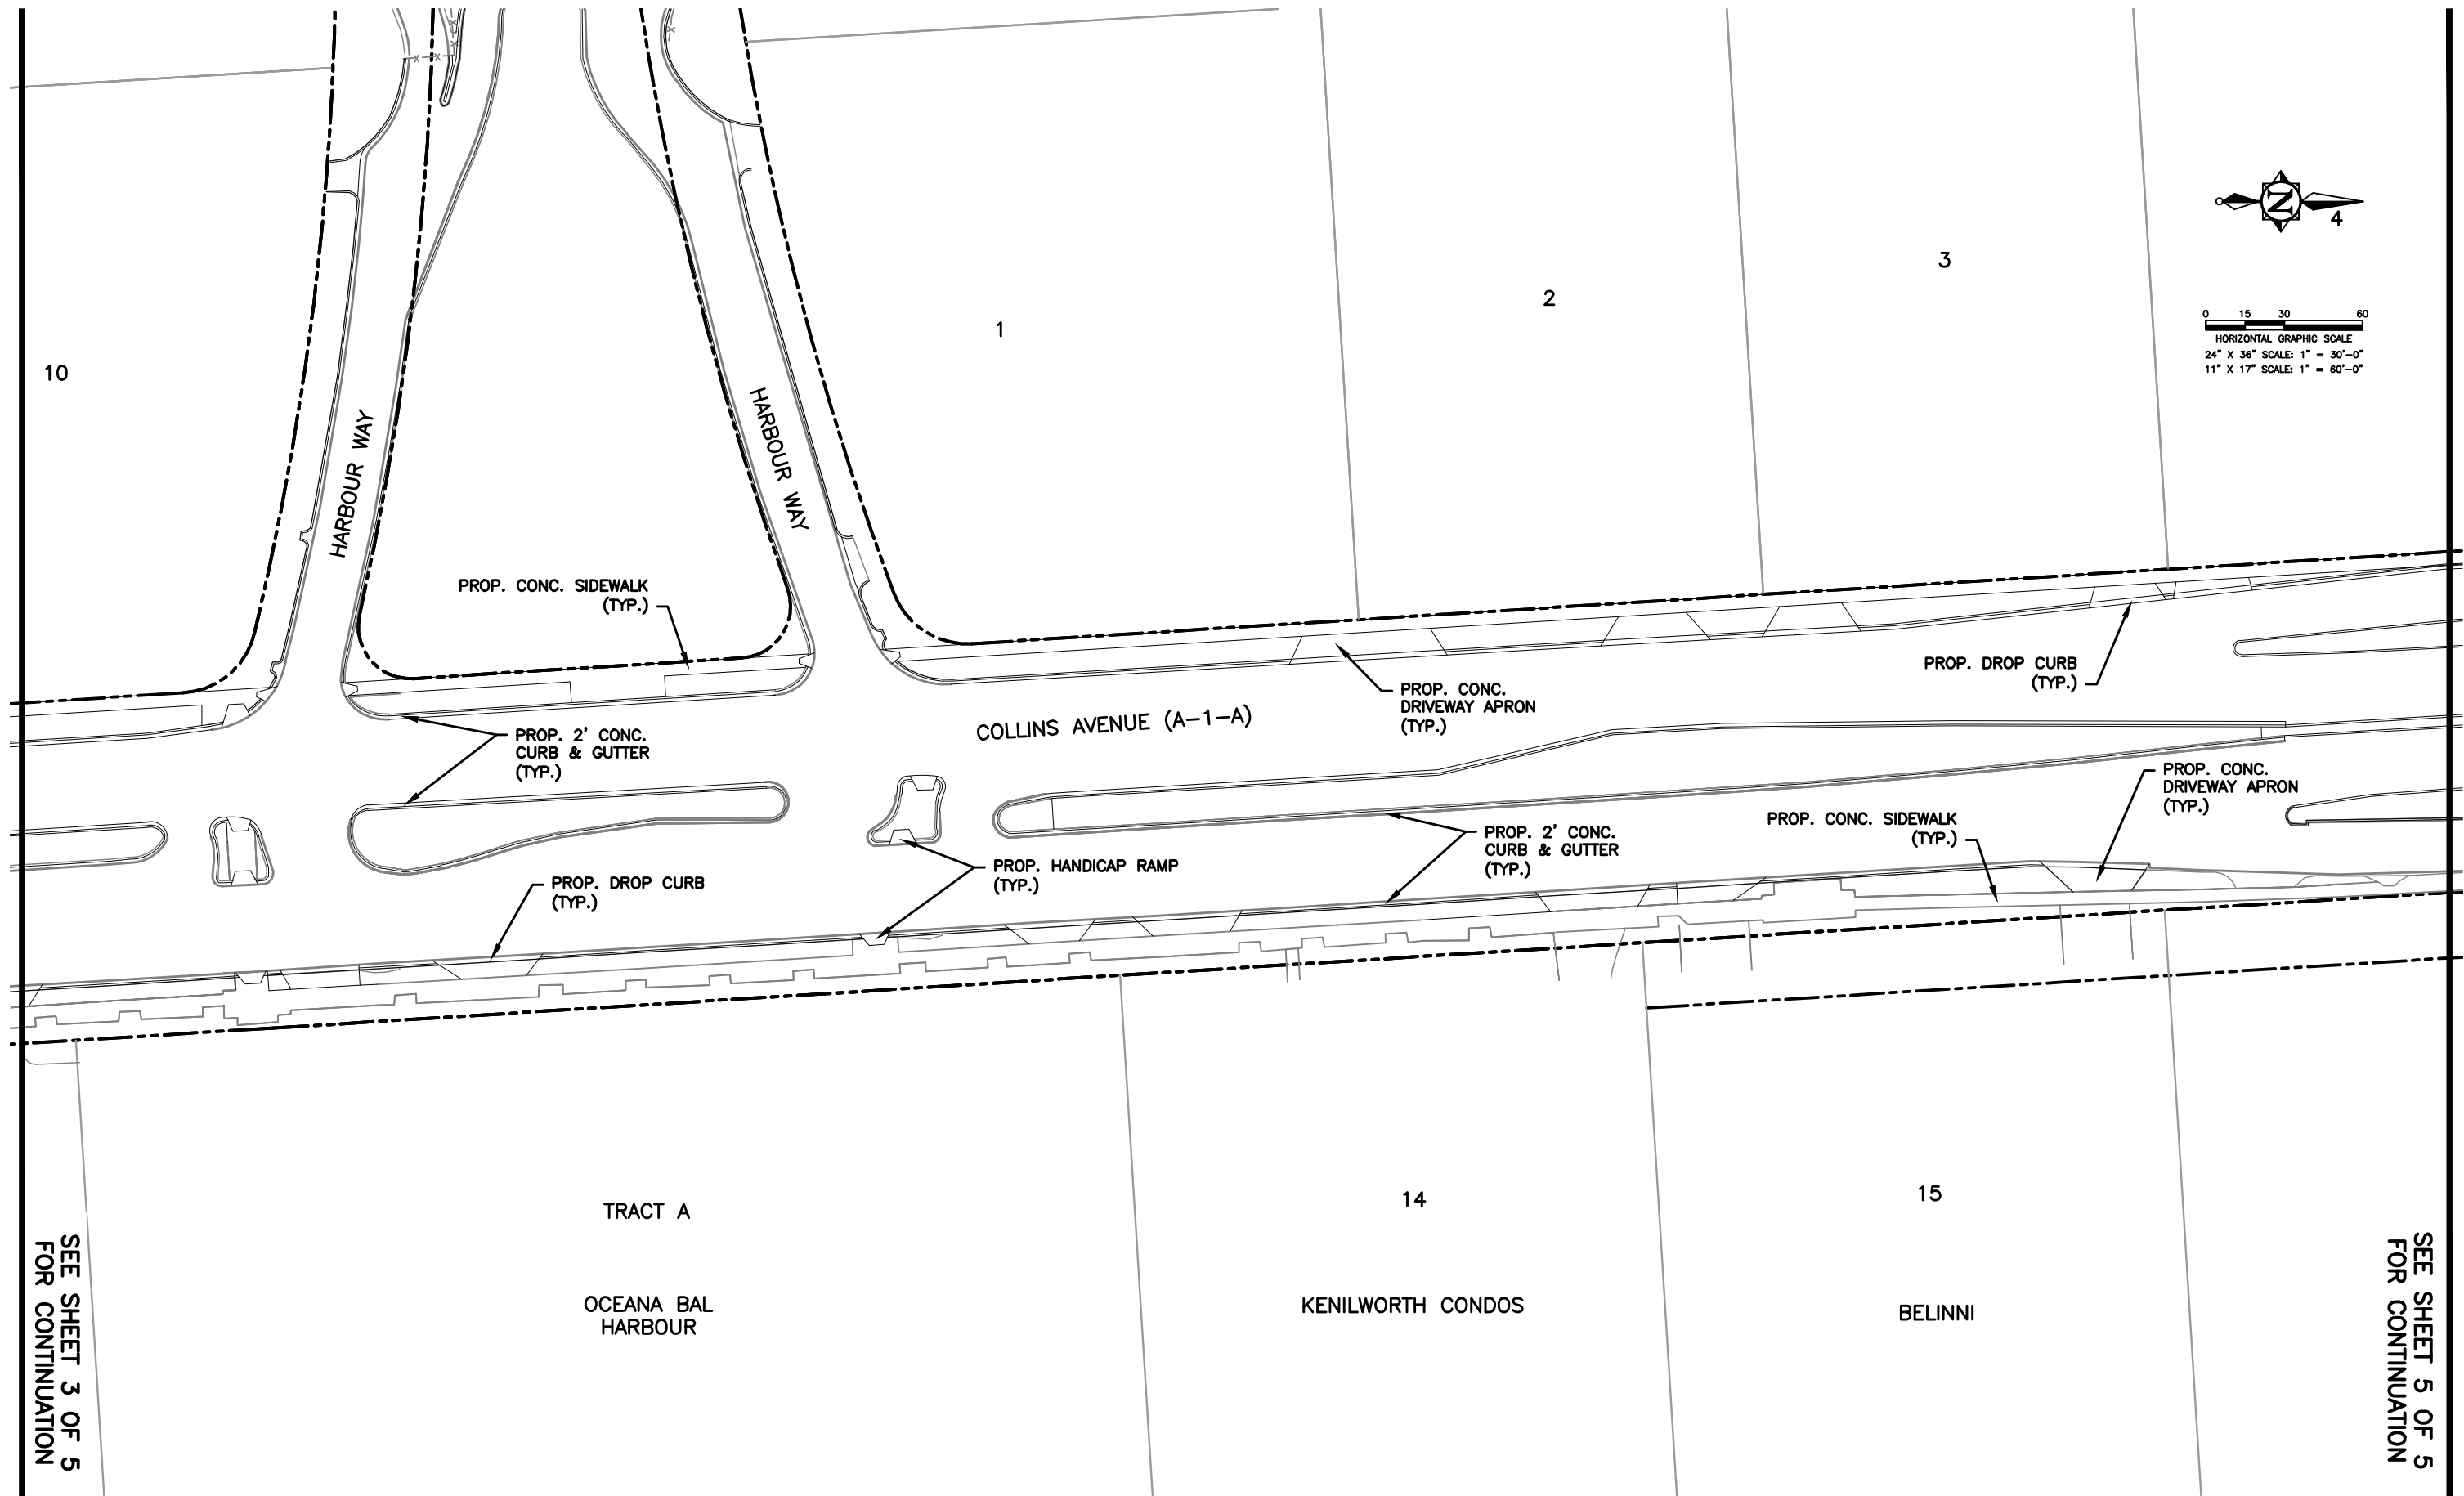 N
4
0 15 30 60
HORIZONTAL GRAPHIC SCALE
24" X 36" SCALE: 1" = 30'-0"
11" X 17" SCALE: 1" = 60'-0"
10
1
2
3
HARBOUR WAY
HARBOUR WAY
PROP. CONC. SIDEWALK
(TYP.)
PROP. 2' CONC.
CURB & GUTTER
(TYP.)
COLLINS AVENUE (A-1-A)
PROP. CONC.
DRIVEWAY APRON
(TYP.)
PROP. DROP CURB
(TYP.)
PROP. CONC.
DRIVEWAY APRON
(TYP.)
PROP. CONC. SIDEWALK
(TYP.)
PROP. 2' CONC.
CURB & GUTTER
(TYP.)
PROP. HANDICAP RAMP
(TYP.)
PROP. DROP CURB
(TYP.)
TRACT A
OCEANA BAL
HARBOUR
14
KENILWORTH CONDOS
15
BELINNI
SEE SHEET 3 OF 5
FOR CONTINUATION
SEE SHEET 5 OF 5
FOR CONTINUATION